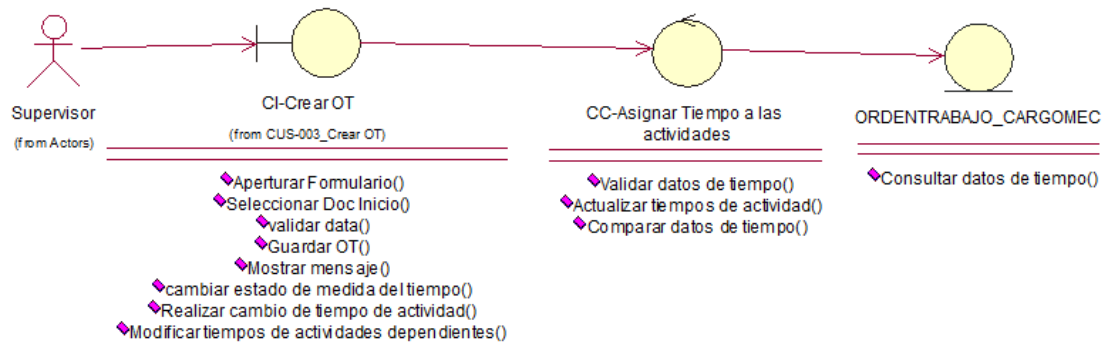 Supervisor
(from Actors)
CI-Crear OT
(from CUS-003_Crear OT)
Aperturar Formulario()
Seleccionar Doc Inicio()
validar data()
Guardar OT()
Mostrar mensaje()
cambiar estado de medida del tiempo()
Realizar cambio de tiempo de actividad()
Modificar tiempos de actividades dependientes()
CC-Asignar Tiempo a las
actividades
Validar datos de tiempo()
Actualizar tiempos de actividad()
Comparar datos de tiempo()
ORDENTRABAJO_CARGOMEC
Consultar datos de tiempo()